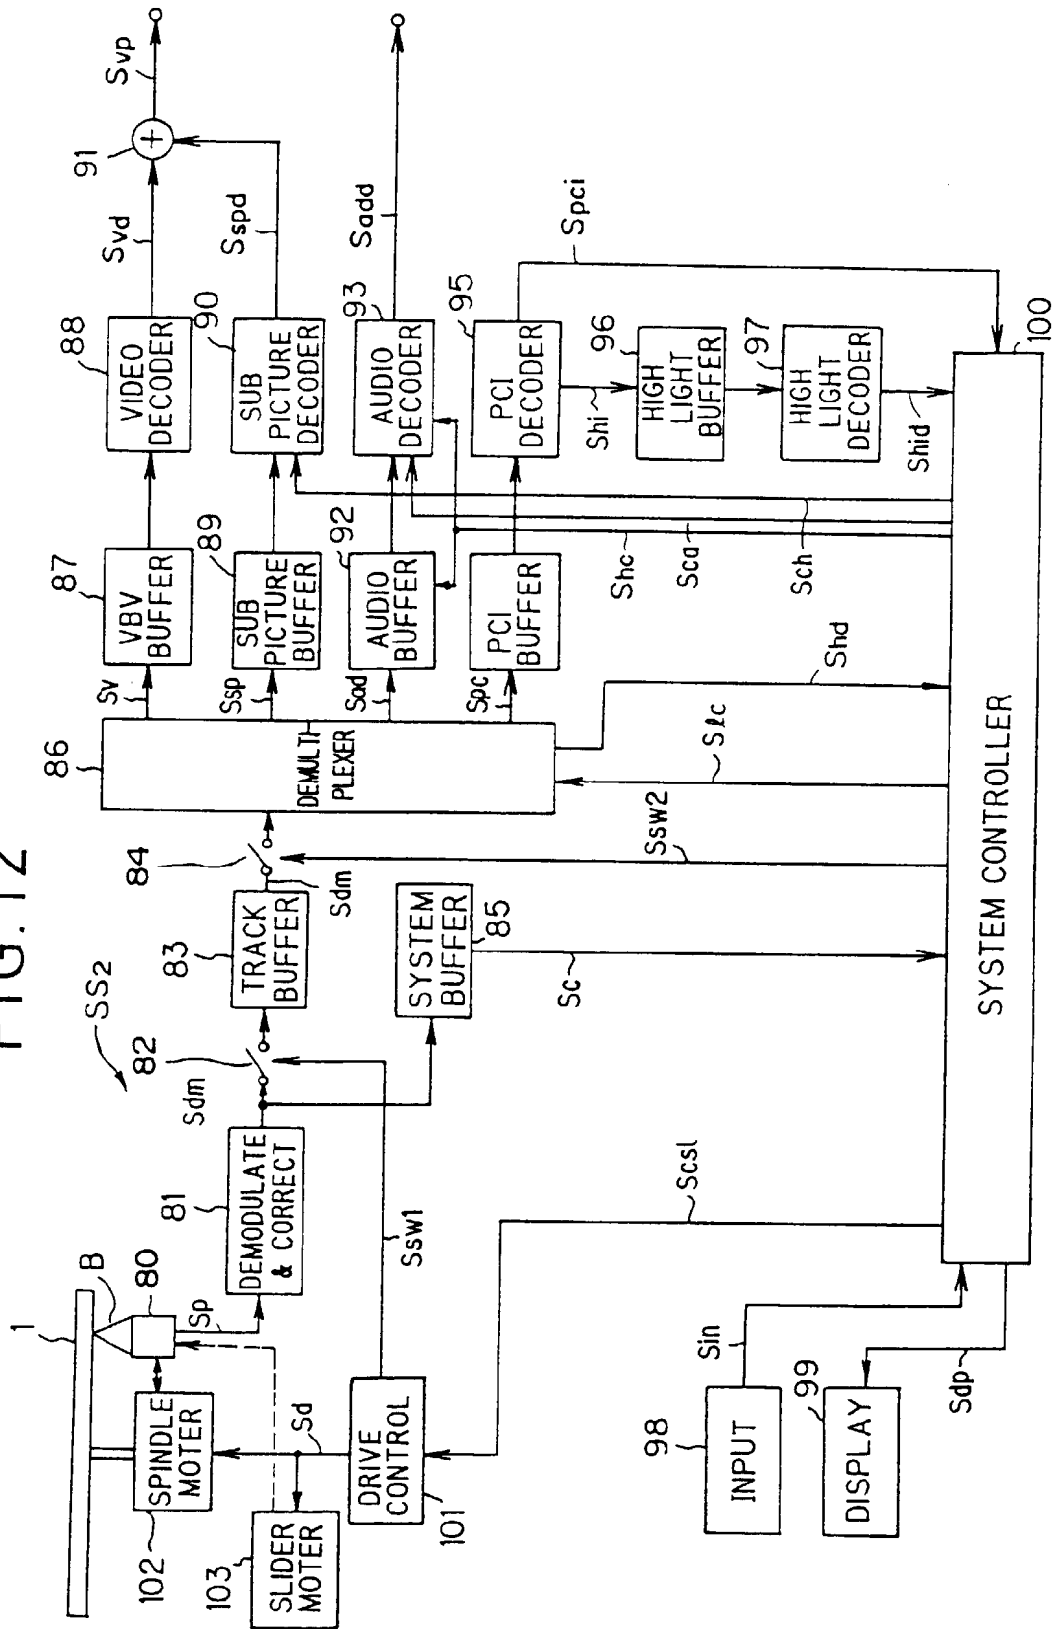 FIG.12
SS2
1
B
80
Sp
SPINDLE
MOTER
102
SLIDER
MOTER
103
Sd
DRIVE
CONTROL
101
Ssw1
Scsl
81
DEMODULATE
& CORRECT
Sdm
82
83
TRACK
BUFFER
Sdm
84
SYSTEM
BUFFER
85
Sc
Ssw2
Slc
Shd
86
DEMULTI
PLEXER
Sv
Ssp
Sad
Spc
87
VBV
BUFFER
89
SUB
PICTURE
BUFFER
92
AUDIO
BUFFER
PCI
BUFFER
Shc
Sca
Sch
88
VIDEO
DECODER
90
SUB
PICTURE
DECODER
93
AUDIO
DECODER
95
PCI
DECODER
Shi
96
HIGH
LIGHT
BUFFER
97
HIGH
LIGHT
DECODER
Shid
Svd
Sspd
91
+
Svp
Sadd
Spci
98
INPUT
Sin
99
DISPLAY
Sdp
SYSTEM CONTROLLER
100